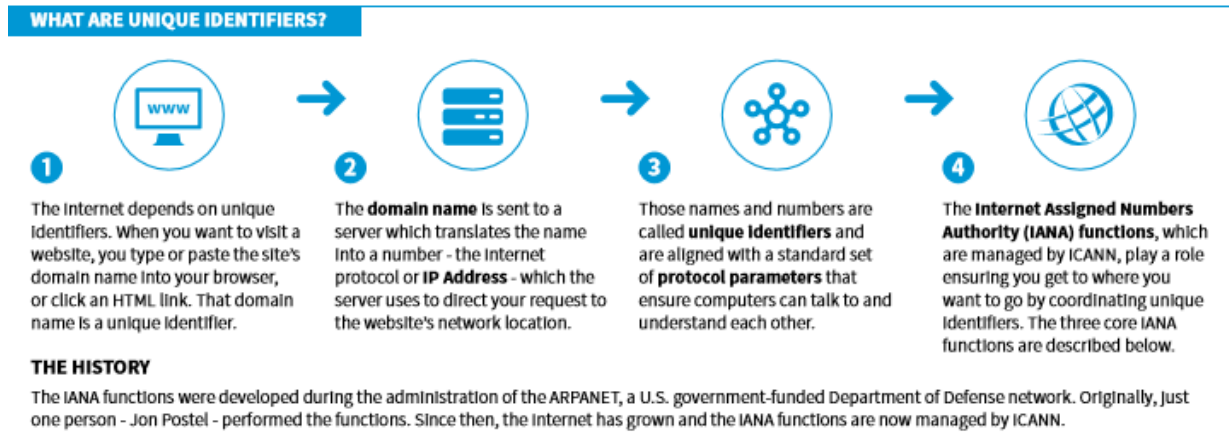 WHAT ARE UNIQUE IDENTIFIERS?
www
1
The Internet depends on unique
identifiers. When you want to visit a
website, you type or paste the site's
domain name into your browser,
or click an HTML link. That domain
name is a unique identifier.
2
The domain name is sent to a
server which translates the name
into a number - the Internet
protocol or IP Address - which the
server uses to direct your request to
the website's network location.
3
Those names and numbers are
called unique identifiers and
are aligned with a standard set
of protocol parameters that
ensure computers can talk to and
understand each other.
4
The Internet Assigned Numbers
Authority (IANA) functions, which
are managed by ICANN, play a role
ensuring you get to where you
want to go by coordinating unique
identifiers. The three core IANA
functions are described below.
THE HISTORY
The IANA functions were developed during the administration of the ARPANET, a U.S. government-funded Department of Defense network. Originally, just
one person - Jon Postel - performed the functions. Since then, the Internet has grown and the IANA functions are now managed by ICANN.